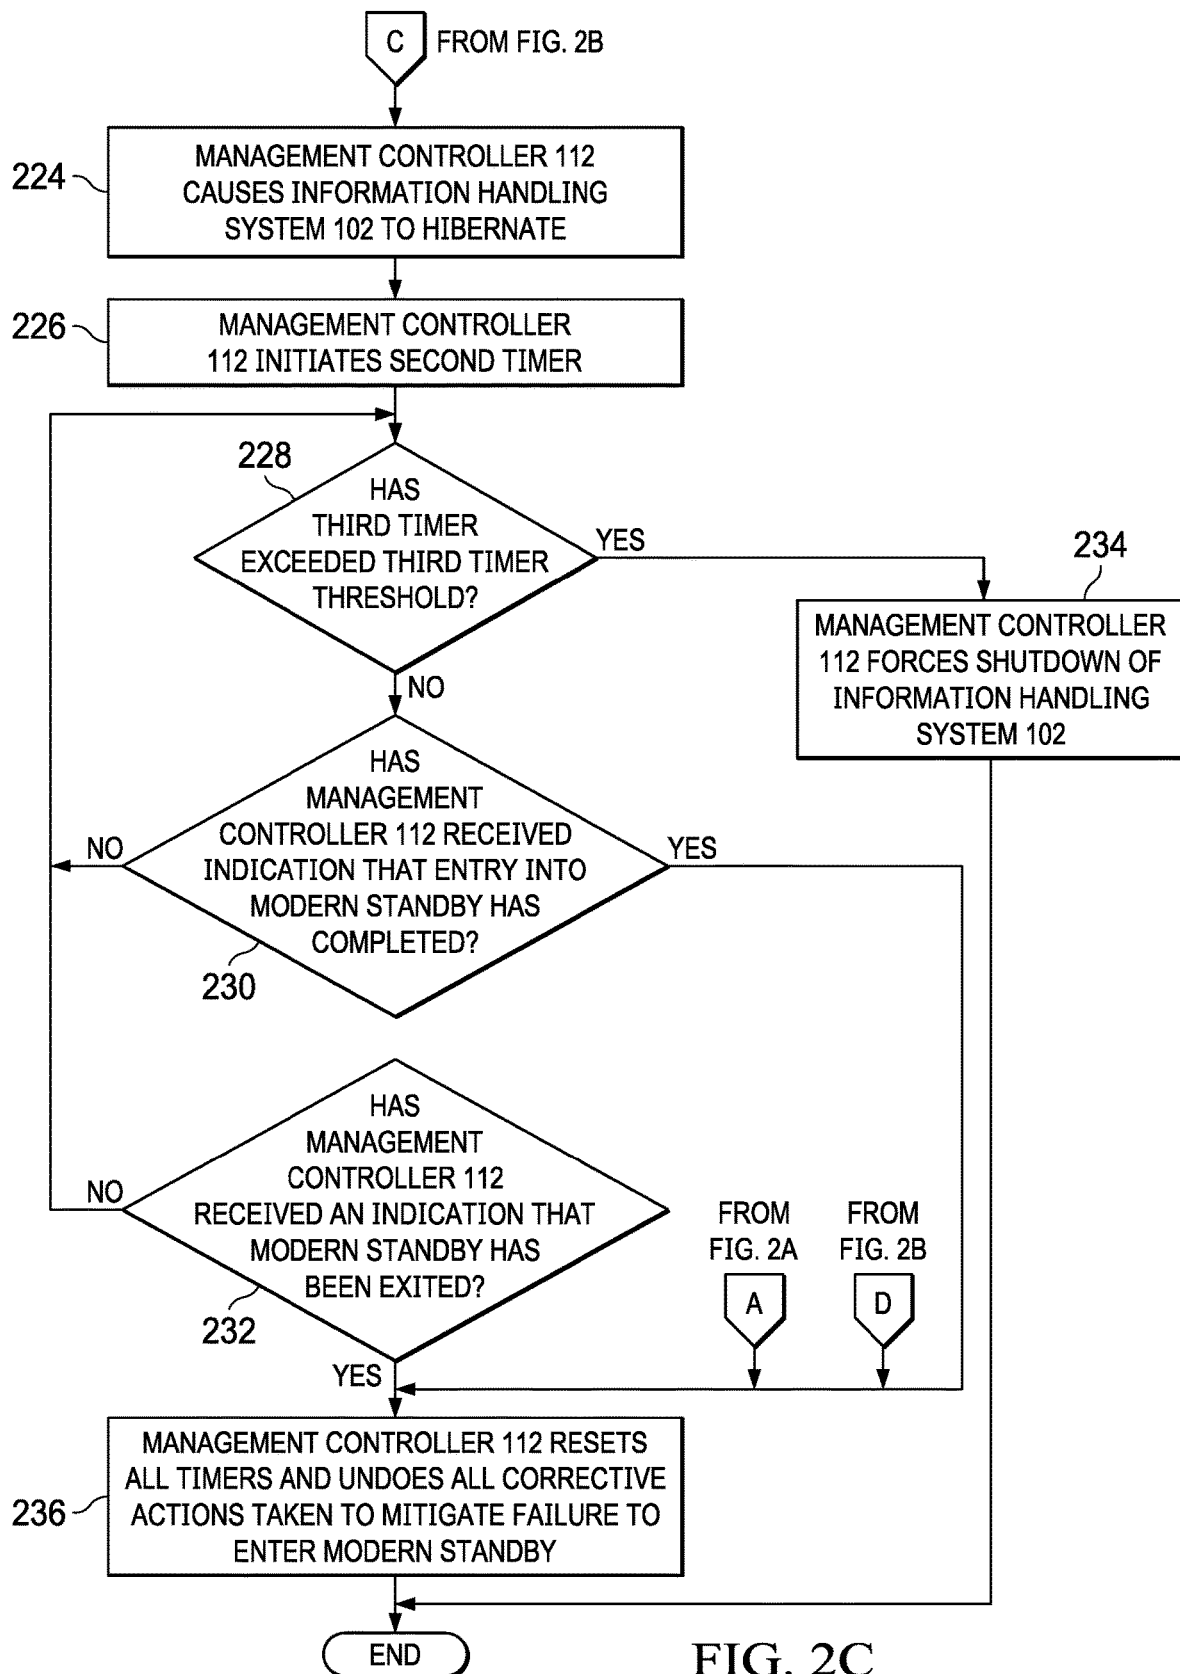 C FROM FIG. 2B
224
MANAGEMENT CONTROLLER 112
CAUSES INFORMATION HANDLING
SYSTEM 102 TO HIBERNATE
226
MANAGEMENT CONTROLLER
112 INITIATES SECOND TIMER
228
HAS
THIRD TIMER
EXCEEDED THIRD TIMER
THRESHOLD?
YES
NO
234
MANAGEMENT CONTROLLER
112 FORCES SHUTDOWN OF
INFORMATION HANDLING
SYSTEM 102
HAS
MANAGEMENT
CONTROLLER 112 RECEIVED
INDICATION THAT ENTRY INTO
MODERN STANDBY HAS
COMPLETED?
NO
YES
230
HAS
MANAGEMENT
CONTROLLER 112
RECEIVED AN INDICATION THAT
MODERN STANDBY HAS
BEEN EXITED?
NO
232
YES
FROM
FIG. 2A
A
FROM
FIG. 2B
D
236
MANAGEMENT CONTROLLER 112 RESETS
ALL TIMERS AND UNDOES ALL CORRECTIVE
ACTIONS TAKEN TO MITIGATE FAILURE TO
ENTER MODERN STANDBY
END
FIG. 2C